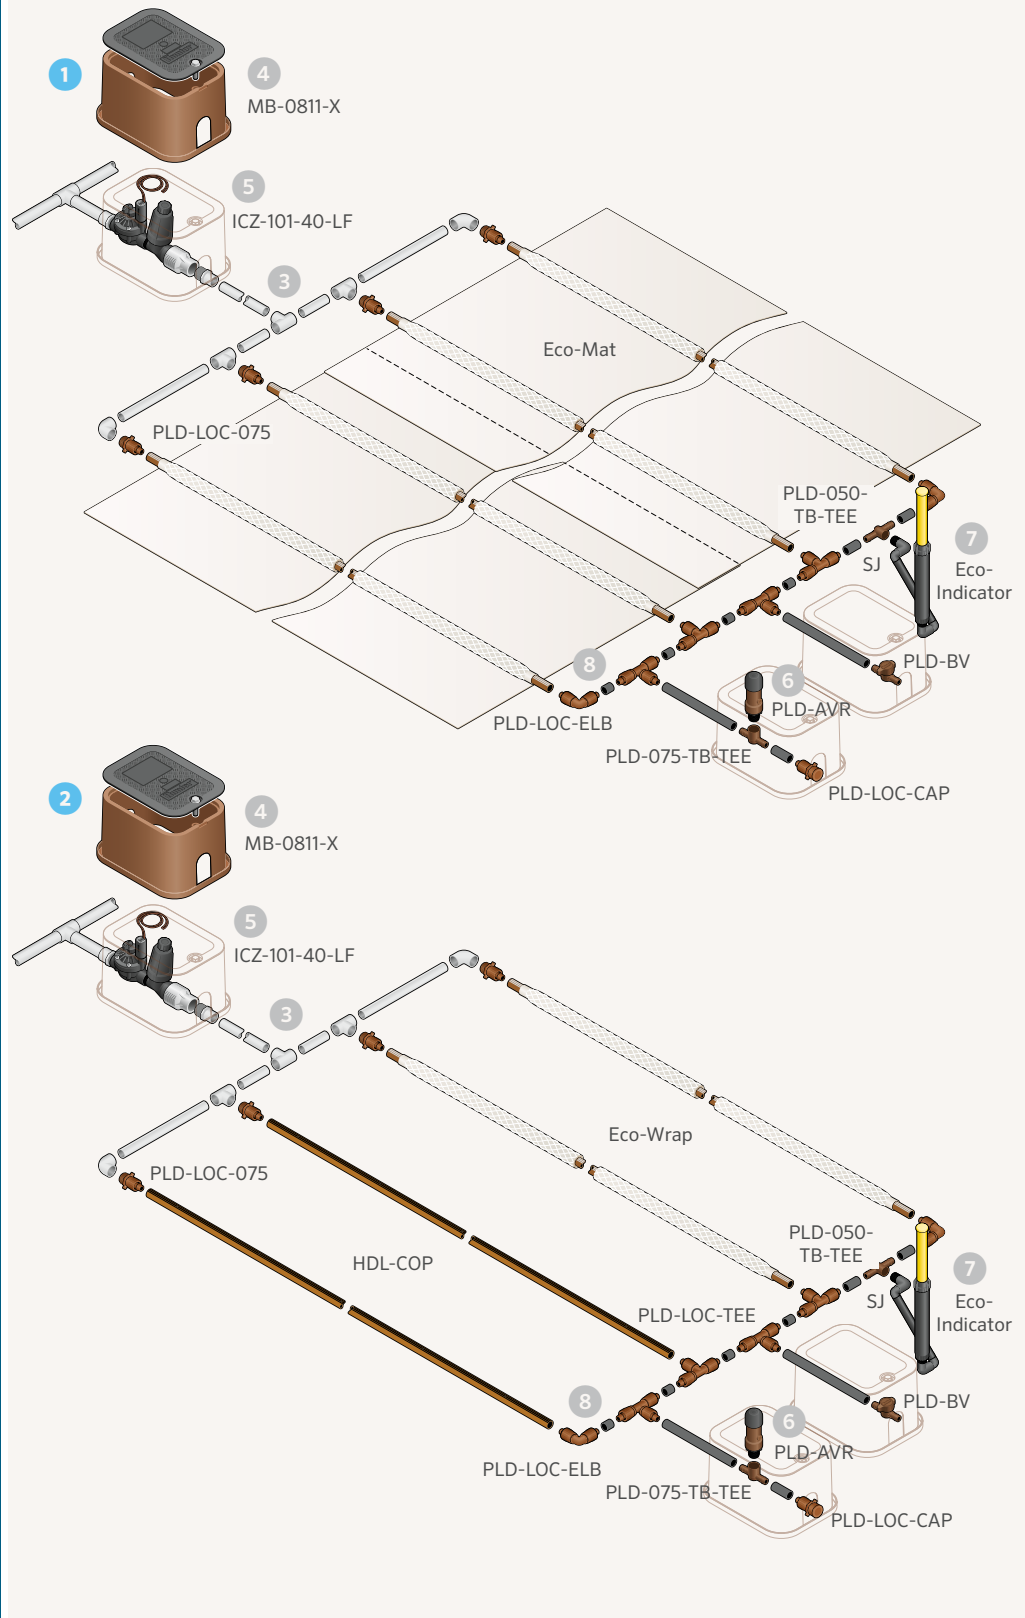 1
4
MB-0811-X
5
ICZ-101-40-LF
3
Eco-Mat
PLD-LOC-075
PLD-050-
TB-TEE
SJ
7
Eco-
Indicator
8
PLD-BV
6
PLD-AVR
PLD-LOC-ELB
PLD-075-TB-TEE
PLD-LOC-CAP
2
4
MB-0811-X
5
ICZ-101-40-LF
3
Eco-Wrap
PLD-LOC-075
PLD-050-
TB-TEE
HDL-COP
7
SJ
Eco-
Indicator
PLD-LOC-TEE
8
PLD-BV
6
PLD-AVR
PLD-LOC-ELB
PLD-075-TB-TEE
PLD-LOC-CAP